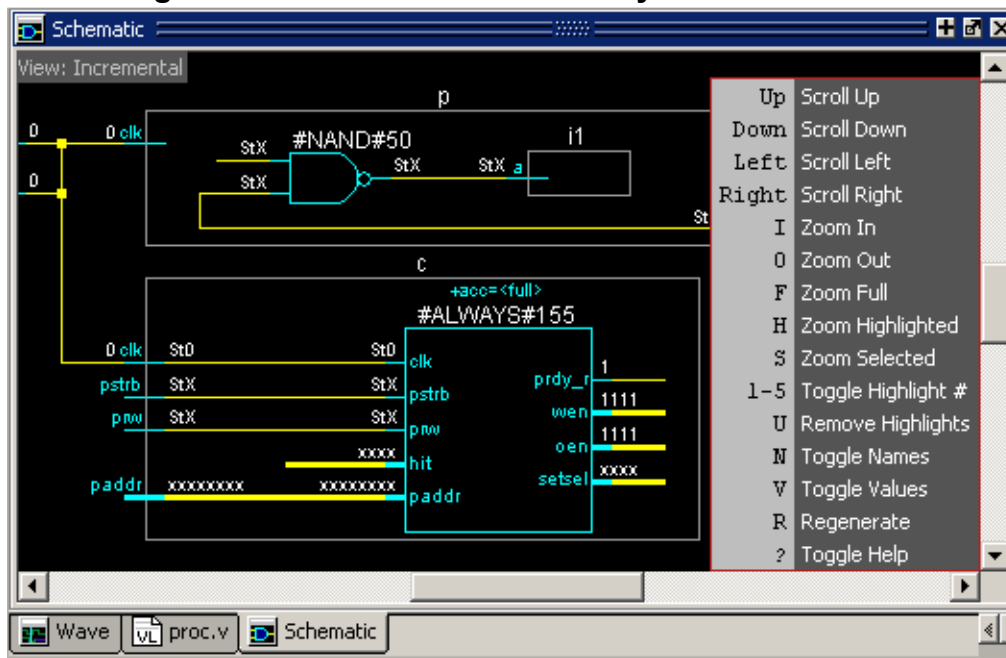 Schematic
View: Incremental
p
0 0 clk
StX #NAND#50 i1
StX StX a
0 StX
St
c
+acc=<full>
#ALWAYS#155
0 clk St0 St0 clk
pstrb StX StX pstrb
prw StX StX prw
xxxx hit
paddr xxxxxxxx xxxxxxxx paddr
prdy_r 1
wen 1111
oen 1111
setsel xxxx
Up Scroll Up
Down Scroll Down
Left Scroll Left
Right Scroll Right
I Zoom In
O Zoom Out
F Zoom Full
H Zoom Highlighted
S Zoom Selected
1-5 Toggle Highlight #
U Remove Highlights
N Toggle Names
V Toggle Values
R Regenerate
? Toggle Help
Wave proc.v Schematic